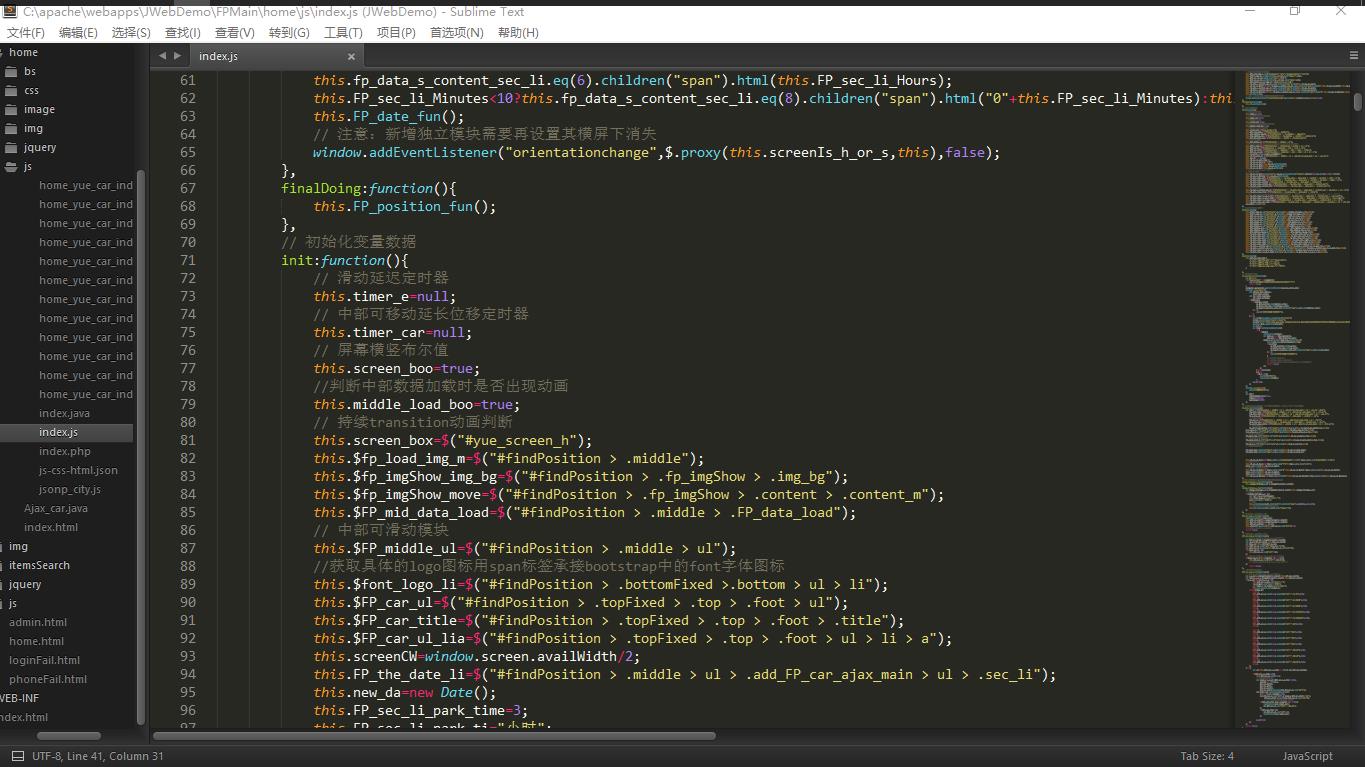 C:\apache\webapps\JWebDemo\FPMain\home\js\index.js (JWebDemo) - Sublime Text
文件(F) 编辑(E) 选择(S) 查找(I) 查看(V) 转到(G) 工具(T) 项目(P) 首选项(N) 帮助(H)
home
bs
css
image
img
jquery
js
home_yue_car_ind
home_yue_car_ind
home_yue_car_ind
home_yue_car_ind
home_yue_car_ind
home_yue_car_ind
home_yue_car_ind
home_yue_car_ind
home_yue_car_ind
home_yue_car_ind
home_yue_car_ind
home_yue_car_ind
index.java
index.js
index.php
js-css-html.json
jsonp_city.js
Ajax_car.java
index.html
img
itemsSearch
jquery
js
admin.html
home.html
loginFail.html
phoneFail.html
EB-INF
ndex.html
index.js
61 this.fp_data_s_content_sec_li.eq(6).children("span").html(this.FP_sec_li_Hours);
62 this.FP_sec_li_Minutes<10?this.fp_data_s_content_sec_li.eq(8).children("span").html("0"+this.FP_sec_li_Minutes):thi
63 this.FP_date_fun();
64 // 注意：新增独立模块需要再设置其横屏下消失
65 window.addEventListener("orientationchange",$.proxy(this.screenIs_h_or_s,this),false);
66 },
67 finalDoing:function(){
68 this.FP_position_fun();
69 },
70 // 初始化变量数据
71 init:function(){
72 // 滑动延迟定时器
73 this.timer_e=null;
74 // 中部可移动延长位移定时器
75 this.timer_car=null;
76 // 屏幕横竖布尔值
77 this.screen_boo=true;
78 //判断中部数据加载时是否出现动画
79 this.middle_load_boo=true;
80 // 持续transition动画判断
81 this.screen_box=$("#yue_screen_h");
82 this.$fp_load_img_m=$("#findPosition > .middle");
83 this.$fp_imgShow_img_bg=$("#findPosition > .fp_imgShow > .img_bg");
84 this.$fp_imgShow_move=$("#findPosition > .fp_imgShow > .content > .content_m");
85 this.$FP_mid_data_load=$("#findPosition > .middle > .FP_data_load");
86 // 中部可滑动模块
87 this.$FP_middle_ul=$("#findPosition > .middle > ul");
88 //获取具体的logo图标用span标签承接bootstrap中的font字体图标
89 this.$font_logo_li=$("#findPosition > .bottomFixed >.bottom > ul > li");
90 this.$FP_car_ul=$("#findPosition > .topFixed > .top > .foot > ul");
91 this.$FP_car_title=$("#findPosition > .topFixed > .top > .foot > .title");
92 this.$FP_car_ul_lia=$("#findPosition > .topFixed > .top > .foot > ul > li > a");
93 this.screenCW=window.screen.availWidth/2;
94 this.FP_the_date_li=$("#findPosition > .middle > ul > .add_FP_car_ajax_main > ul > .sec_li");
95 this.new_da=new Date();
96 this.FP_sec_li_park_time=3;
97 this.FP_sec_li_park_ti="小时";
UTF-8, Line 41, Column 31
Tab Size: 4
JavaScript